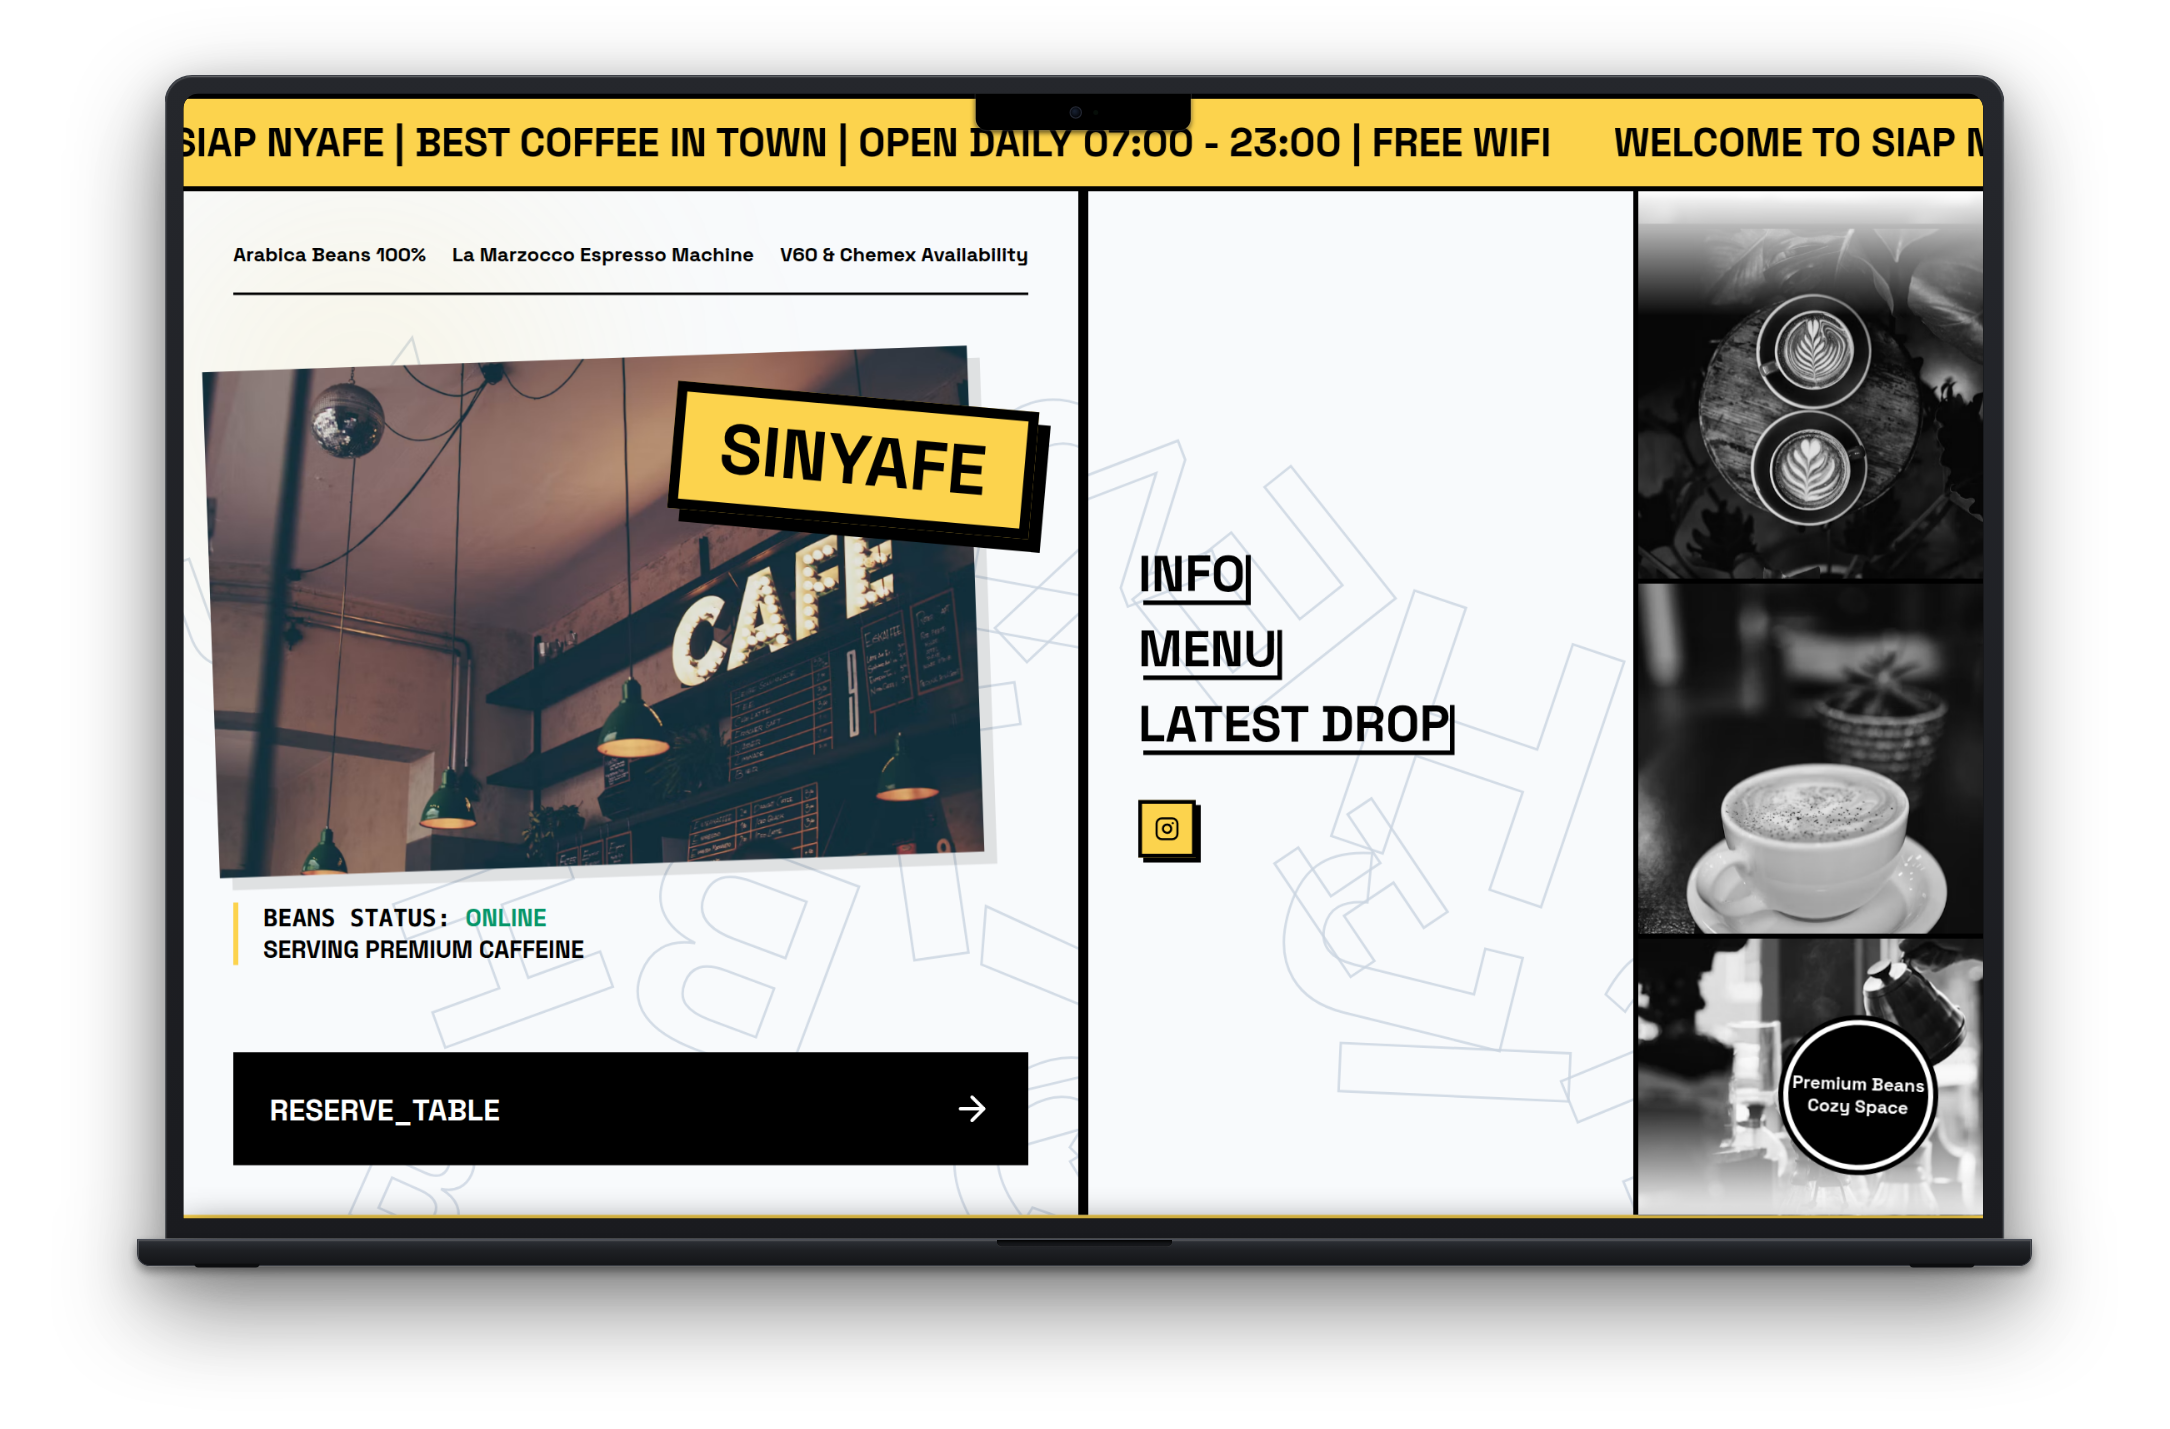 SIAP NYAFE | BEST COFFEE IN TOWN | OPEN DAILY 07:00 - 23:00 | FREE WIFI WELCOME TO SIAP
Arabica Beans 100% La Marzocco Espresso Machine V60 & Chemex Availability
SINYAFE
CAFE
BEANS STATUS: ONLINE
SERVING PREMIUM CAFFEINE
RESERVE_TABLE
INFO
MENU
LATEST DROP
Premium Beans
Cozy Space